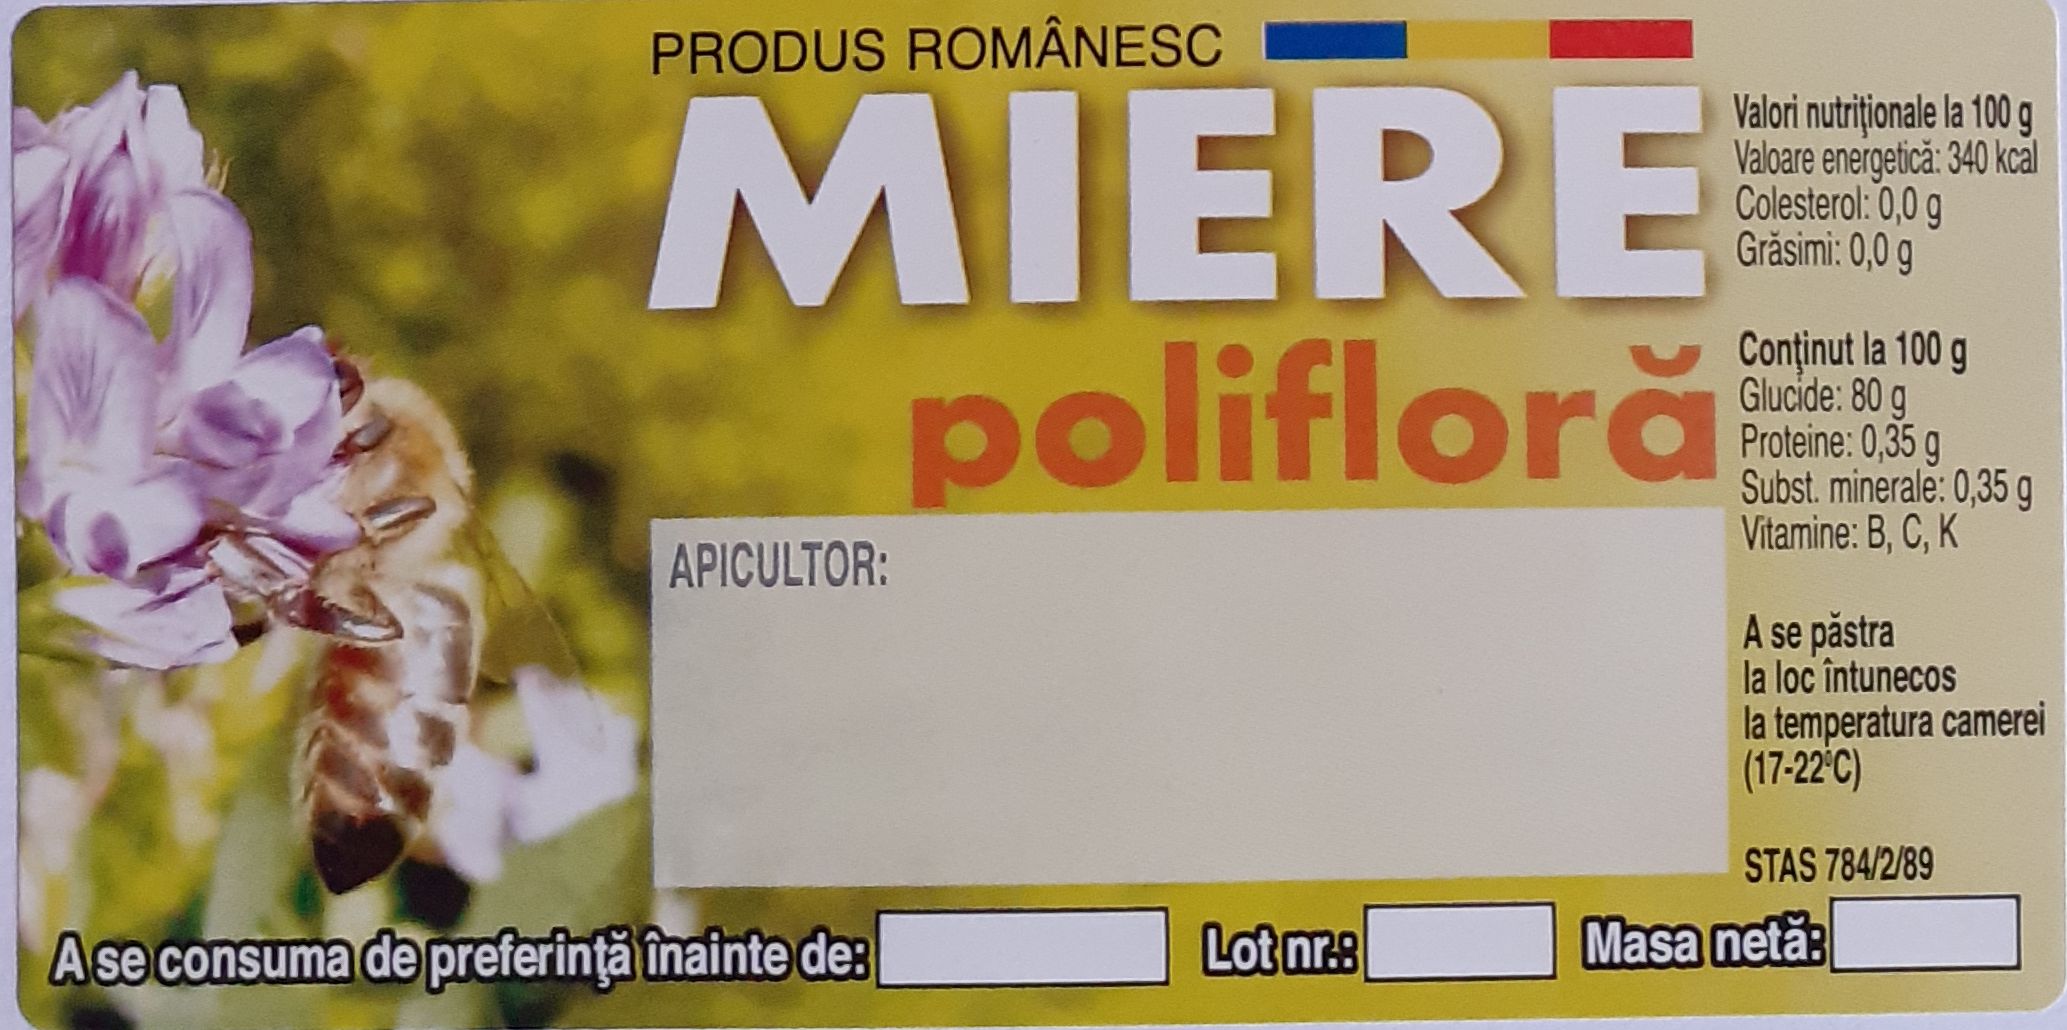 PRODUS ROMÂNESC
MIERE
polifloră
APICULTOR:
Valori nutriţionale la 100 g
Valoare energetică: 340 kcal
Colesterol: 0,0 g
Grăsimi: 0,0 g
Conţinut la 100 g
Glucide: 80 g
Proteine: 0,35 g
Subst. minerale: 0,35 g
Vitamine: B, C, K
A se păstra
la loc întunecos
la temperatura camerei
(17-22°C)
STAS 784/2/89
A se consuma de preferinţă înainte de:
Lot nr.:
Masa netă: